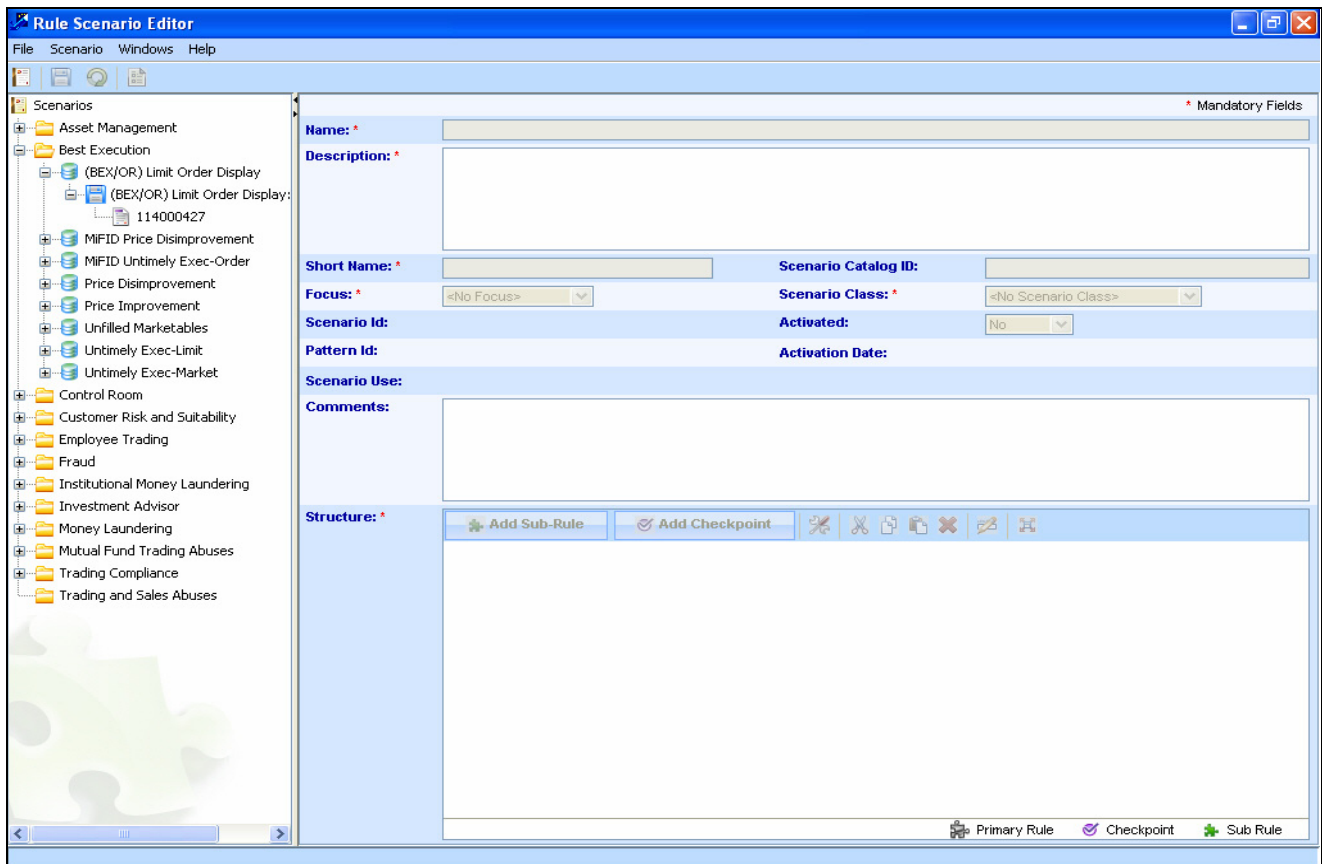 Rule Scenario Editor
File Scenario Windows Help
Scenarios
Asset Management
Best Execution
(BEX/OR) Limit Order Display
(BEX/OR) Limit Order Display:
114000427
MiFID Price Disimprovement
MiFID Untimely Exec-Order
Price Disimprovement
Price Improvement
Unfilled Marketables
Untimely Exec-Limit
Untimely Exec-Market
Control Room
Customer Risk and Suitability
Employee Trading
Fraud
Institutional Money Laundering
Investment Advisor
Money Laundering
Mutual Fund Trading Abuses
Trading Compliance
Trading and Sales Abuses
* Mandatory Fields
Name: *
Description: *
Short Name: * Scenario Catalog ID:
Focus: * <No Focus> Scenario Class: * <No Scenario Class>
Scenario Id: Activated: No
Pattern Id: Activation Date:
Scenario Use:
Comments:
Structure: * Add Sub-Rule Add Checkpoint
Primary Rule Checkpoint Sub Rule